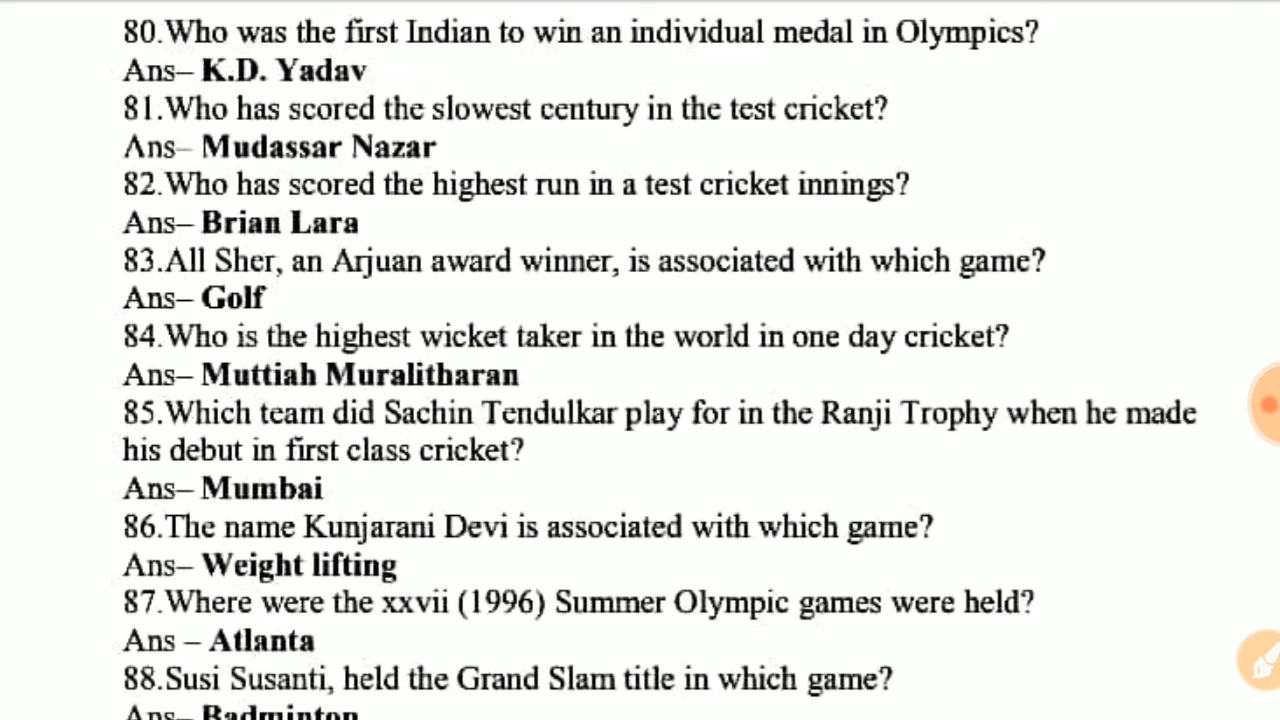 80.Who was the first Indian to win an individual medal in Olympics?
Ans– K.D. Yadav
81.Who has scored the slowest century in the test cricket?
Ans– Mudassar Nazar
82.Who has scored the highest run in a test cricket innings?
Ans– Brian Lara
83.All Sher, an Arjuan award winner, is associated with which game?
Ans– Golf
84.Who is the highest wicket taker in the world in one day cricket?
Ans– Muttiah Muralitharan
85.Which team did Sachin Tendulkar play for in the Ranji Trophy when he made
his debut in first class cricket?
Ans– Mumbai
86.The name Kunjarani Devi is associated with which game?
Ans– Weight lifting
87.Where were the xxvii (1996) Summer Olympic games were held?
Ans – Atlanta
88.Susi Susanti, held the Grand Slam title in which game?
Ans– Badminton